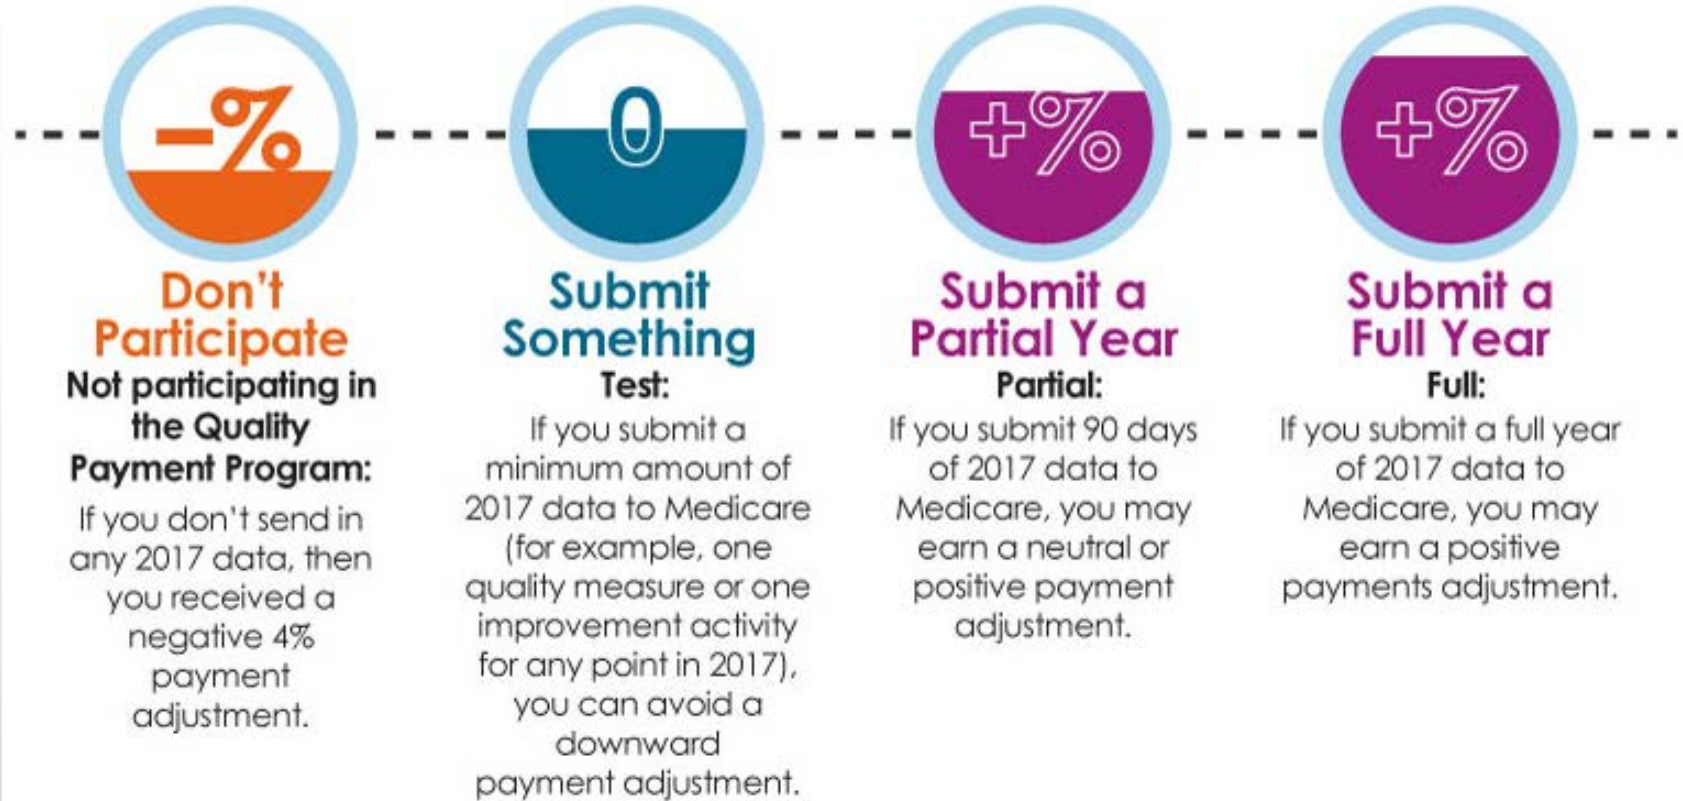 -%
Don't
Participate
Not participating in
the Quality
Payment Program:
If you don't send in
any 2017 data, then
you received a
negative 4%
payment
adjustment.
0
Submit
Something
Test:
If you submit a
minimum amount of
2017 data to Medicare
(for example, one
quality measure or one
improvement activity
for any point in 2017),
you can avoid a
downward
payment adjustment.
+%
Submit a
Partial Year
Partial:
If you submit 90 days
of 2017 data to
Medicare, you may
earn a neutral or
positive payment
adjustment.
+%
Submit a
Full Year
Full:
If you submit a full year
of 2017 data to
Medicare, you may
earn a positive
payments adjustment.